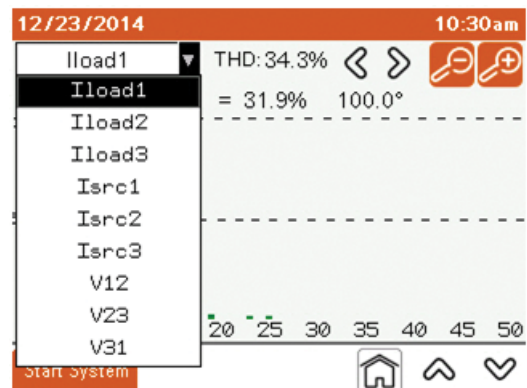 12/23/2014 10:30am
Iload1 THD:34.3%
Iload1
= 31.9% 100.0°
Iload2
Iload3
Isrc1
Isrc2
Isrc3
V12
V23
V31
20 25 30 35 40 45 50
Start System